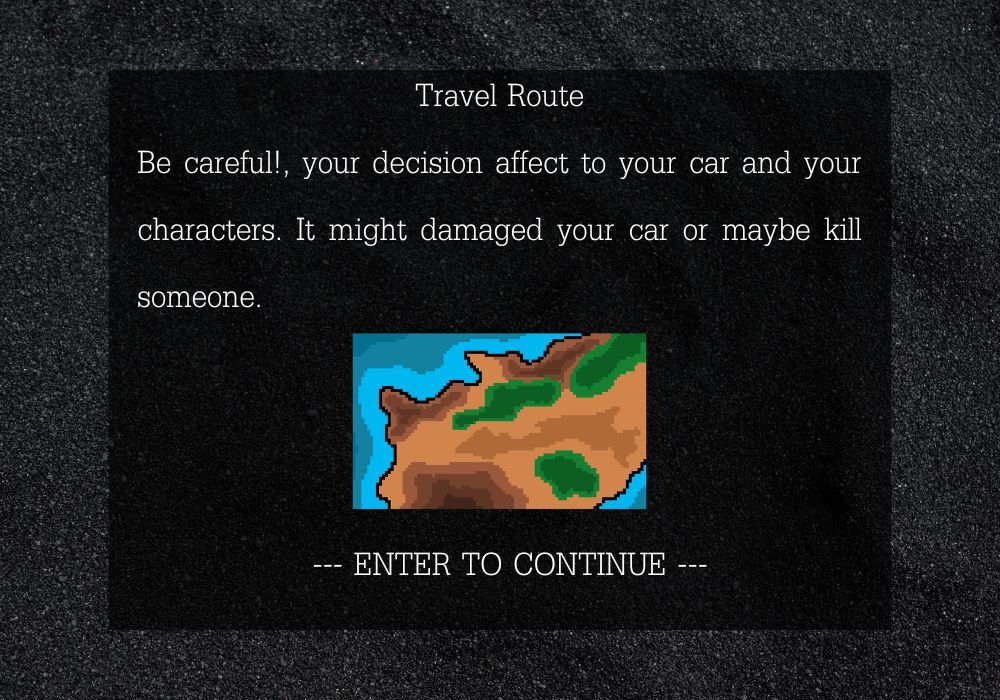 Travel Route
Be careful!, your decision affect to your car and your
characters. It might damaged your car or maybe kill
someone.
--- ENTER TO CONTINUE ---